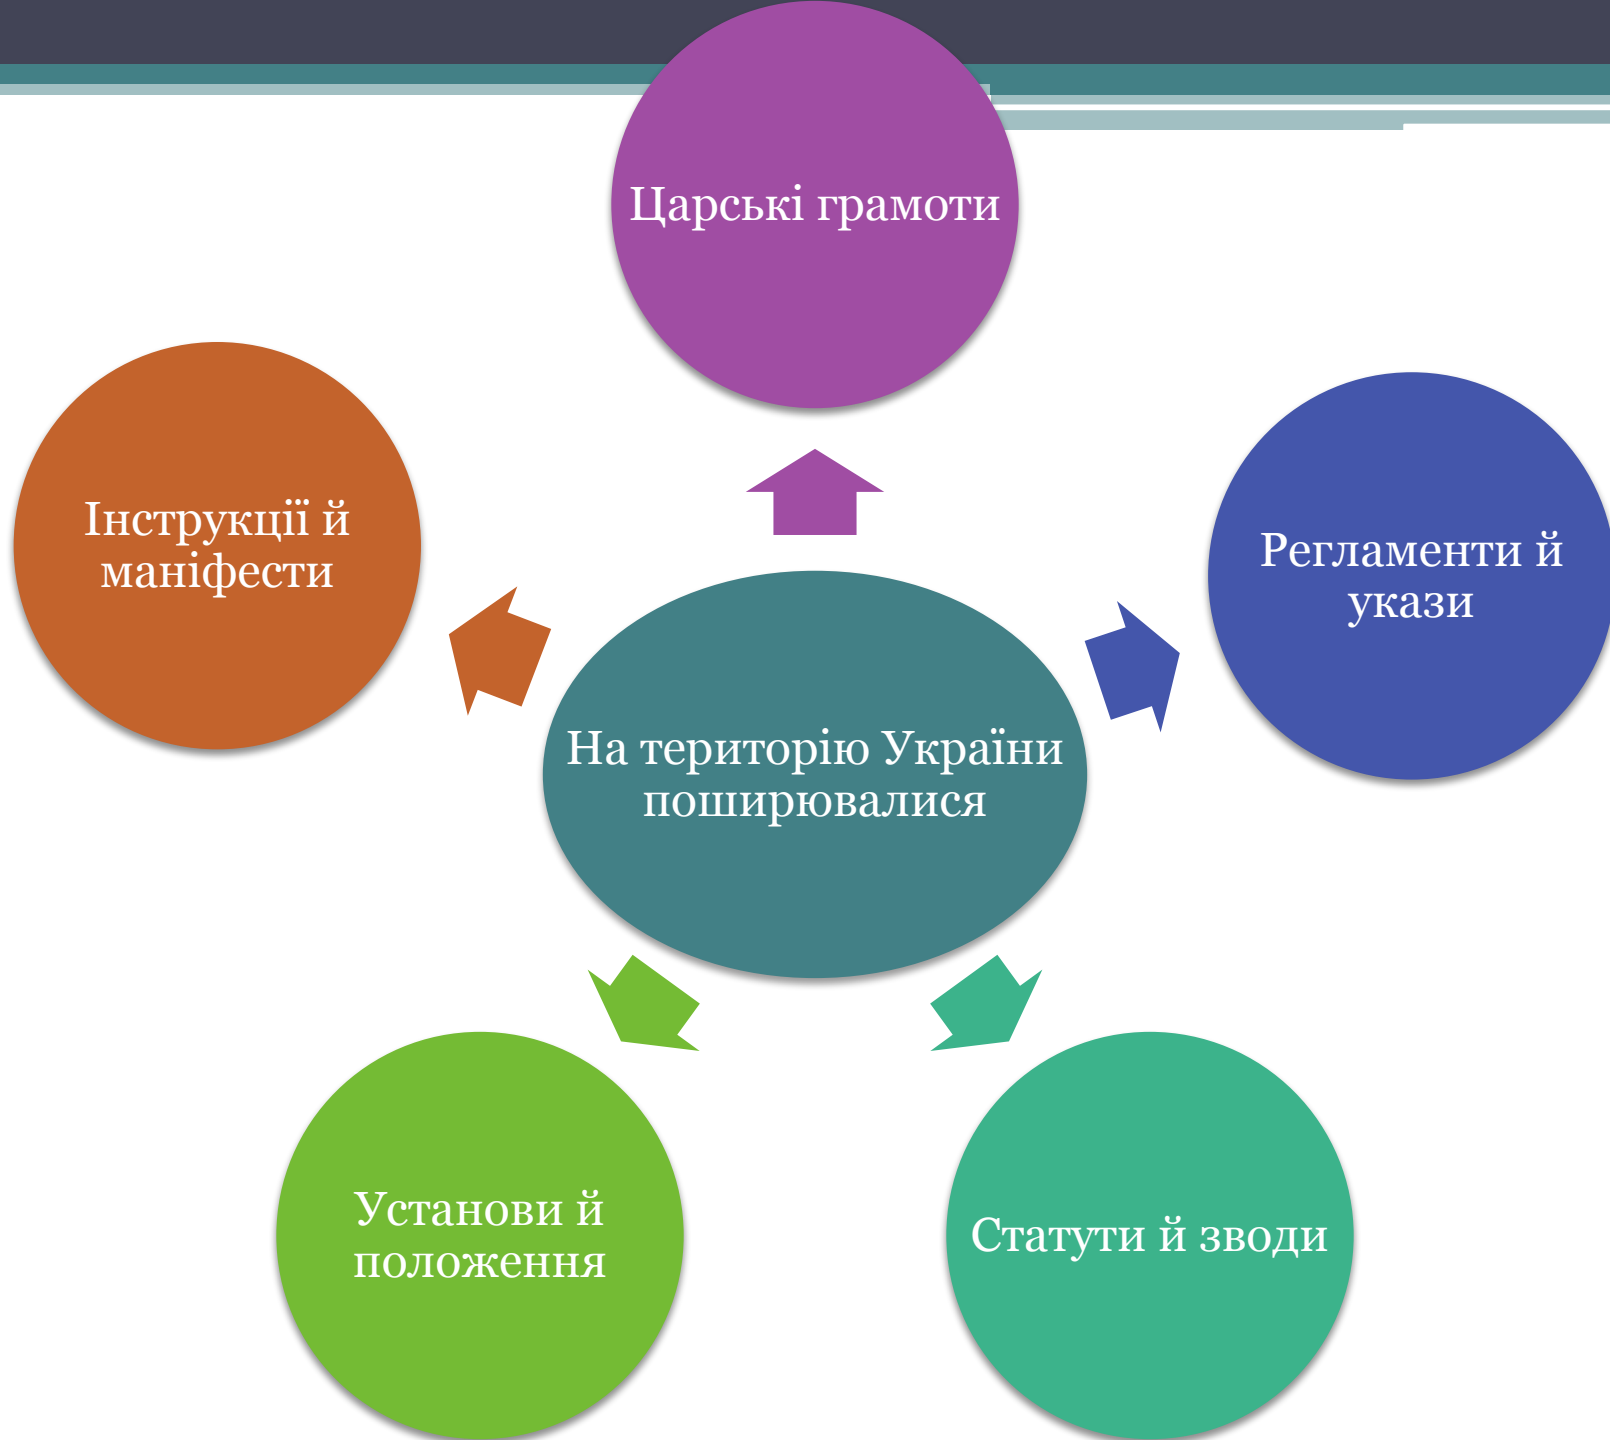 Царські грамоти
Інструкції й
маніфести
Регламенти й
укази
На територію України
поширювалися
Установи й
положення
Статути й зводи